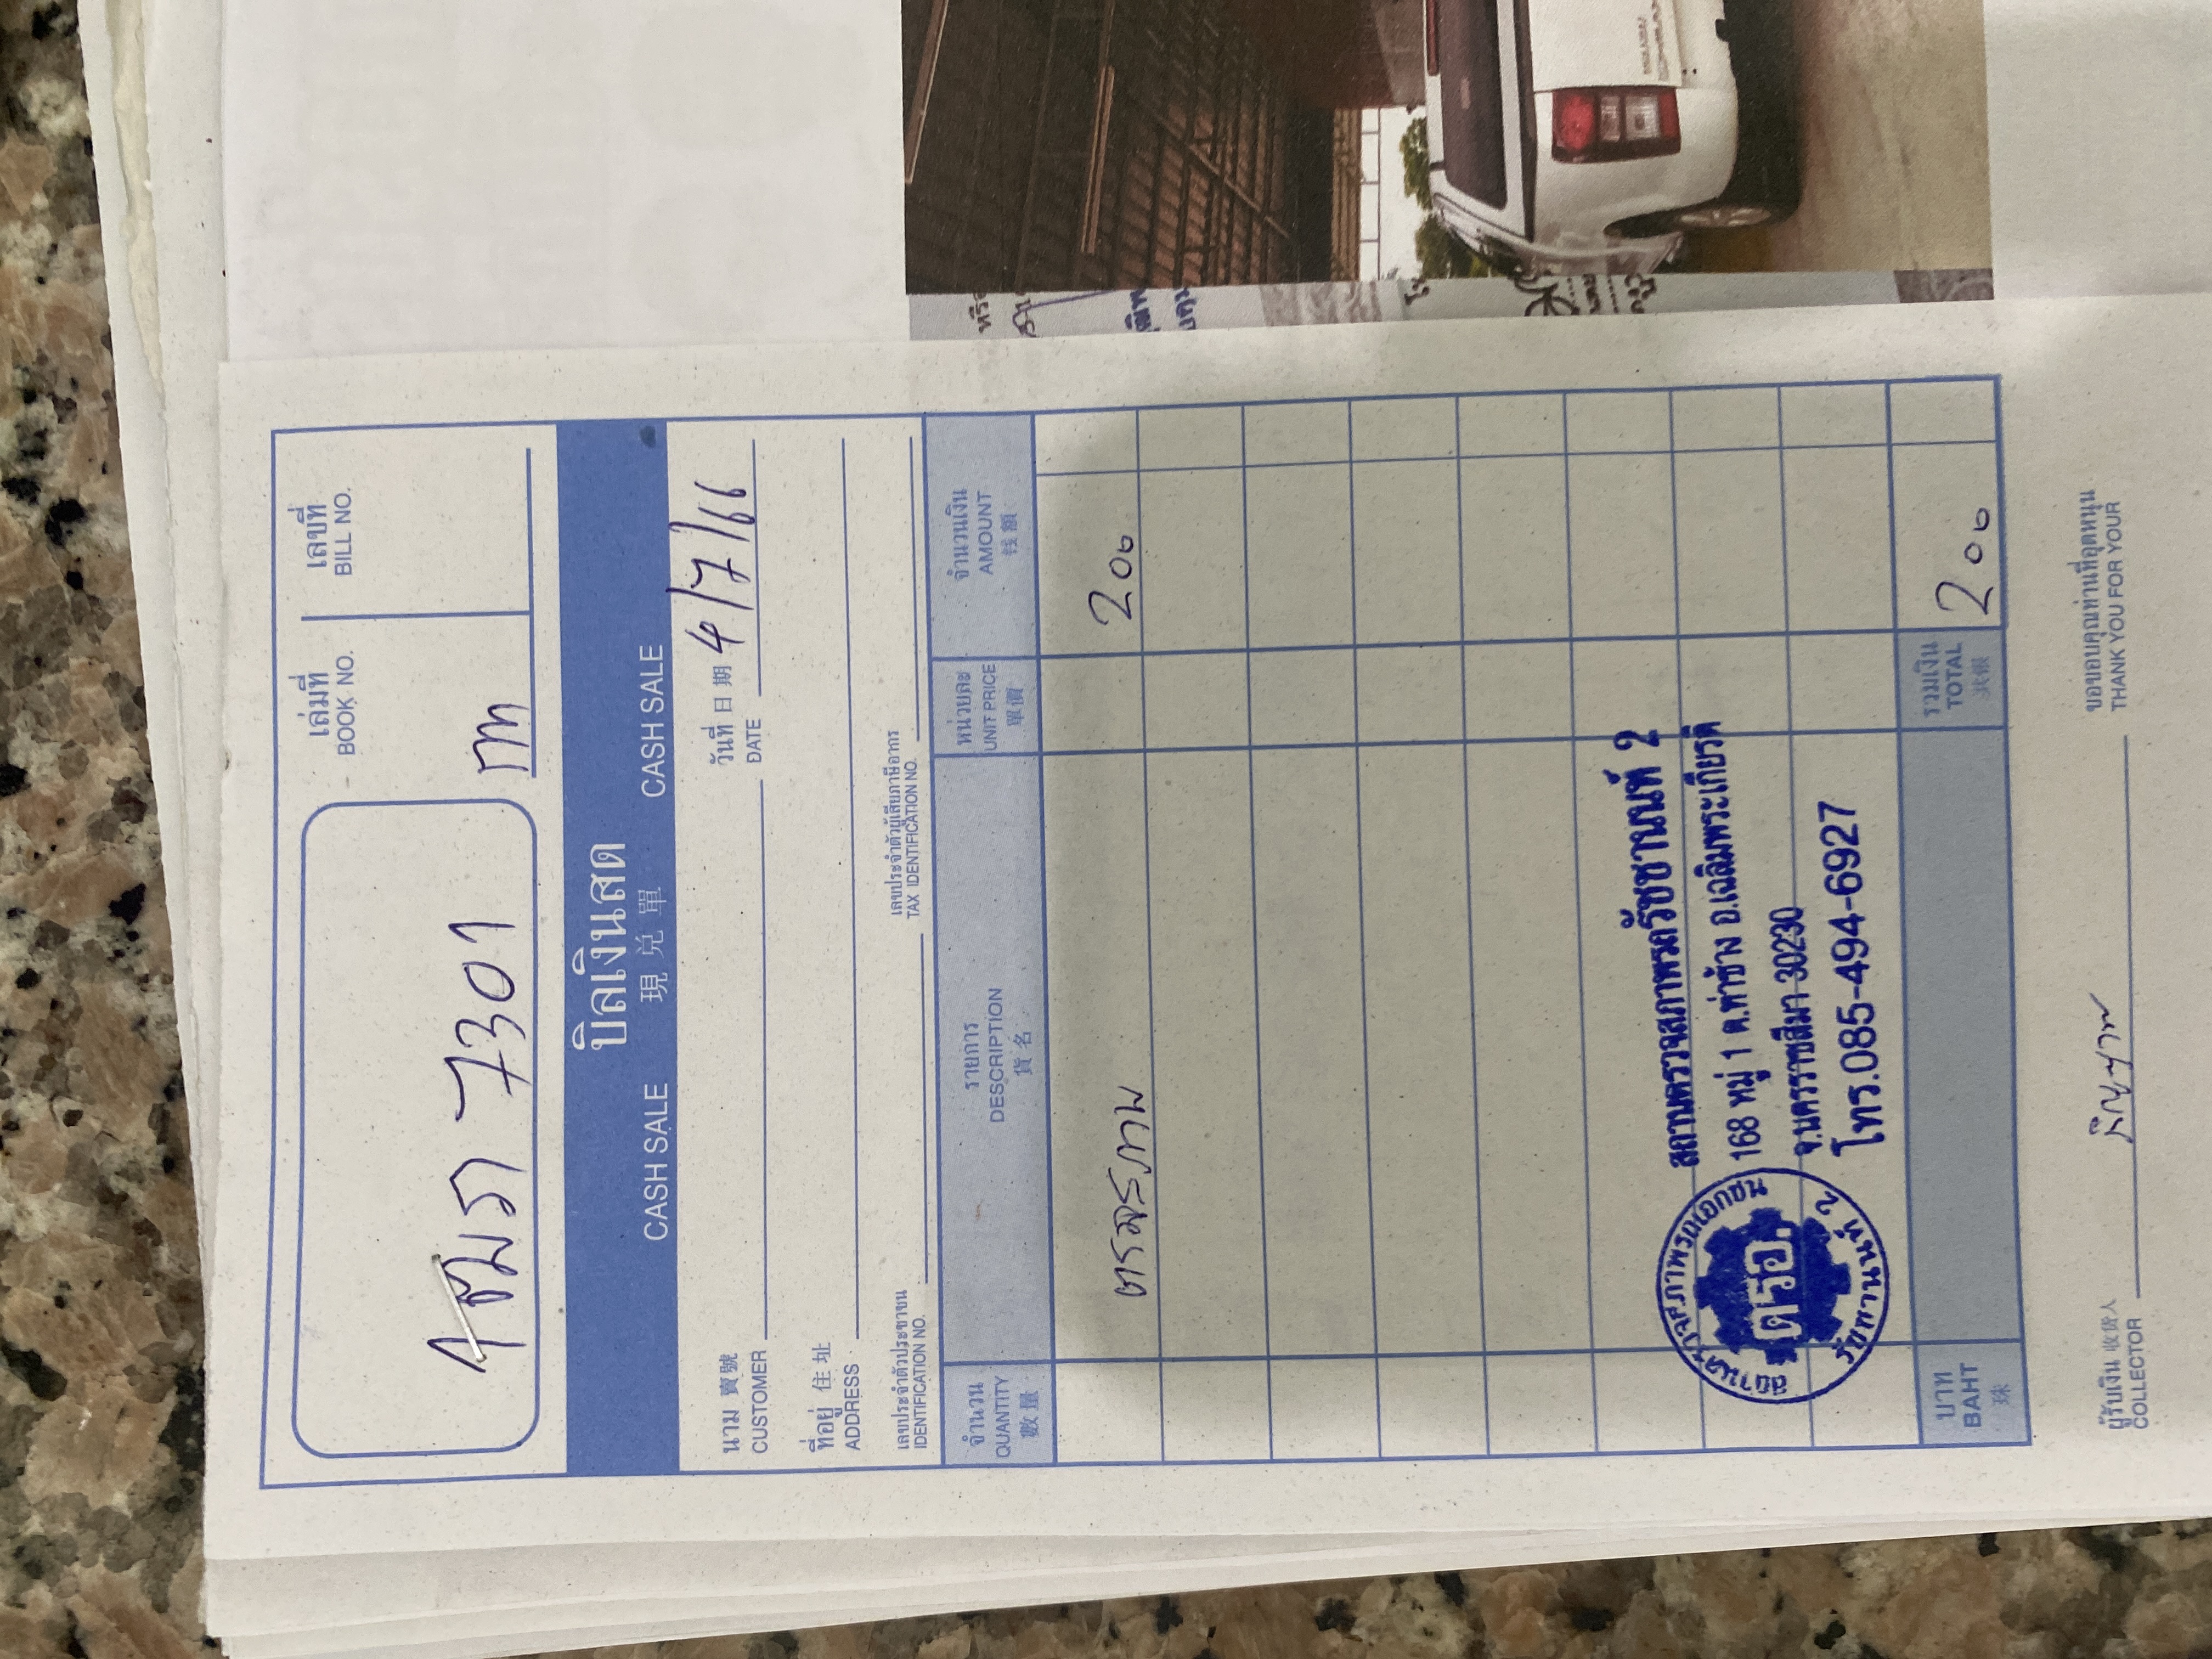 เล่มที่
BOOK NO.
เลขที่
BILL NO.
7301
กท
บิลเงินสด
CASH SALE 現兌單 CASH SALE
วันที่ 日期 4/7/66
DATE
นาม 賣號
CUSTOMER
ที่อยู่ 住址
ADDRESS
เลขประจำตัวประชาชน
IDENTIFICATION NO.
เลขประจำตัวผู้เสียภาษีอากร
TAX IDENTIFICATION NO.
จำนวน
QUANTITY
數量
รายการ
DESCRIPTION
貨名
หน่วยละ
UNIT PRICE
單價
จำนวนเงิน
AMOUNT
銭額
ตรวจสภาพ 200
สถานตรวจสภาพรถรัชชานนท์ 2
168 หมู่ 1 ต.ท่าช้าง อ.เฉลิมพระเกียรติ
จ.นครราชสีมา 30230
โทร.085-494-6927
สถานตรวจสภาพรถเอกชน
ตรอ.
รัชชานนท์ 2
บาท
BAHT
รวมเงิน
TOTAL
200
ผู้รับเงิน 收貨人
COLLECTOR
ขอขอบคุณท่านที่อุดหนุน
THANK YOU FOR YOUR